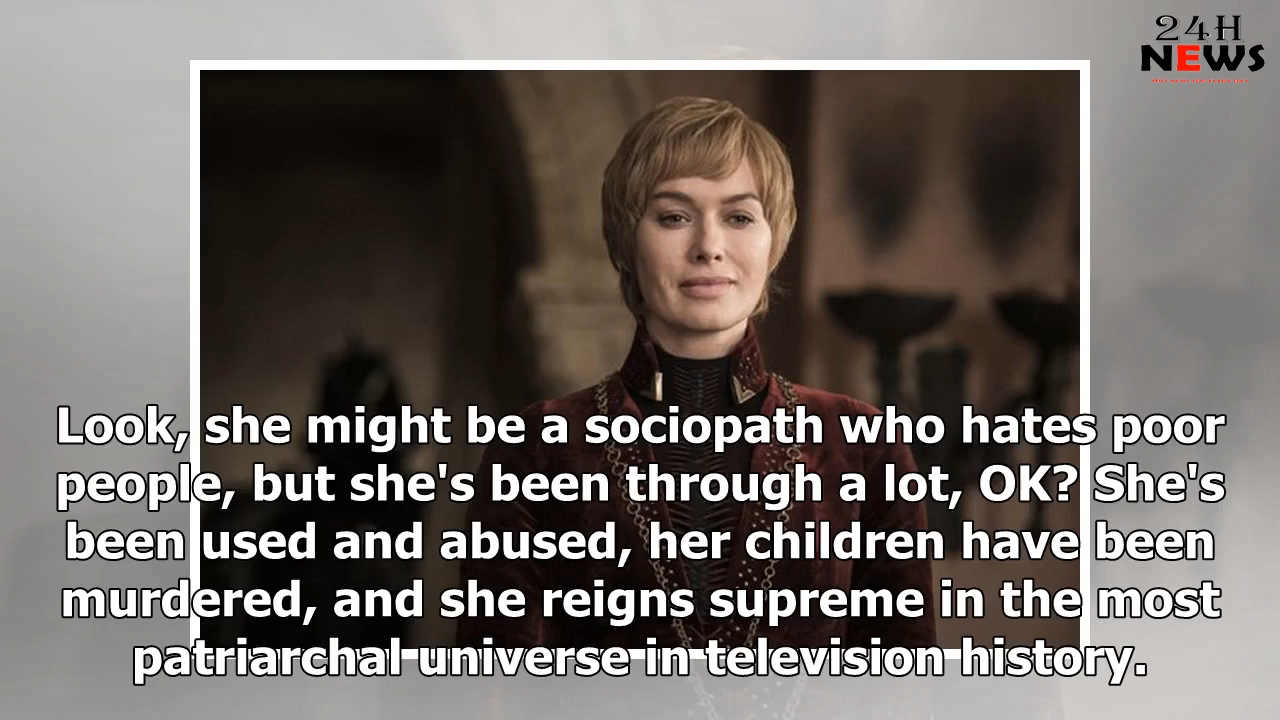 24H
NEWS
Look, she might be a sociopath who hates poor
people, but she's been through a lot, OK? She's
been used and abused, her children have been
murdered, and she reigns supreme in the most
patriarchal universe in television history.